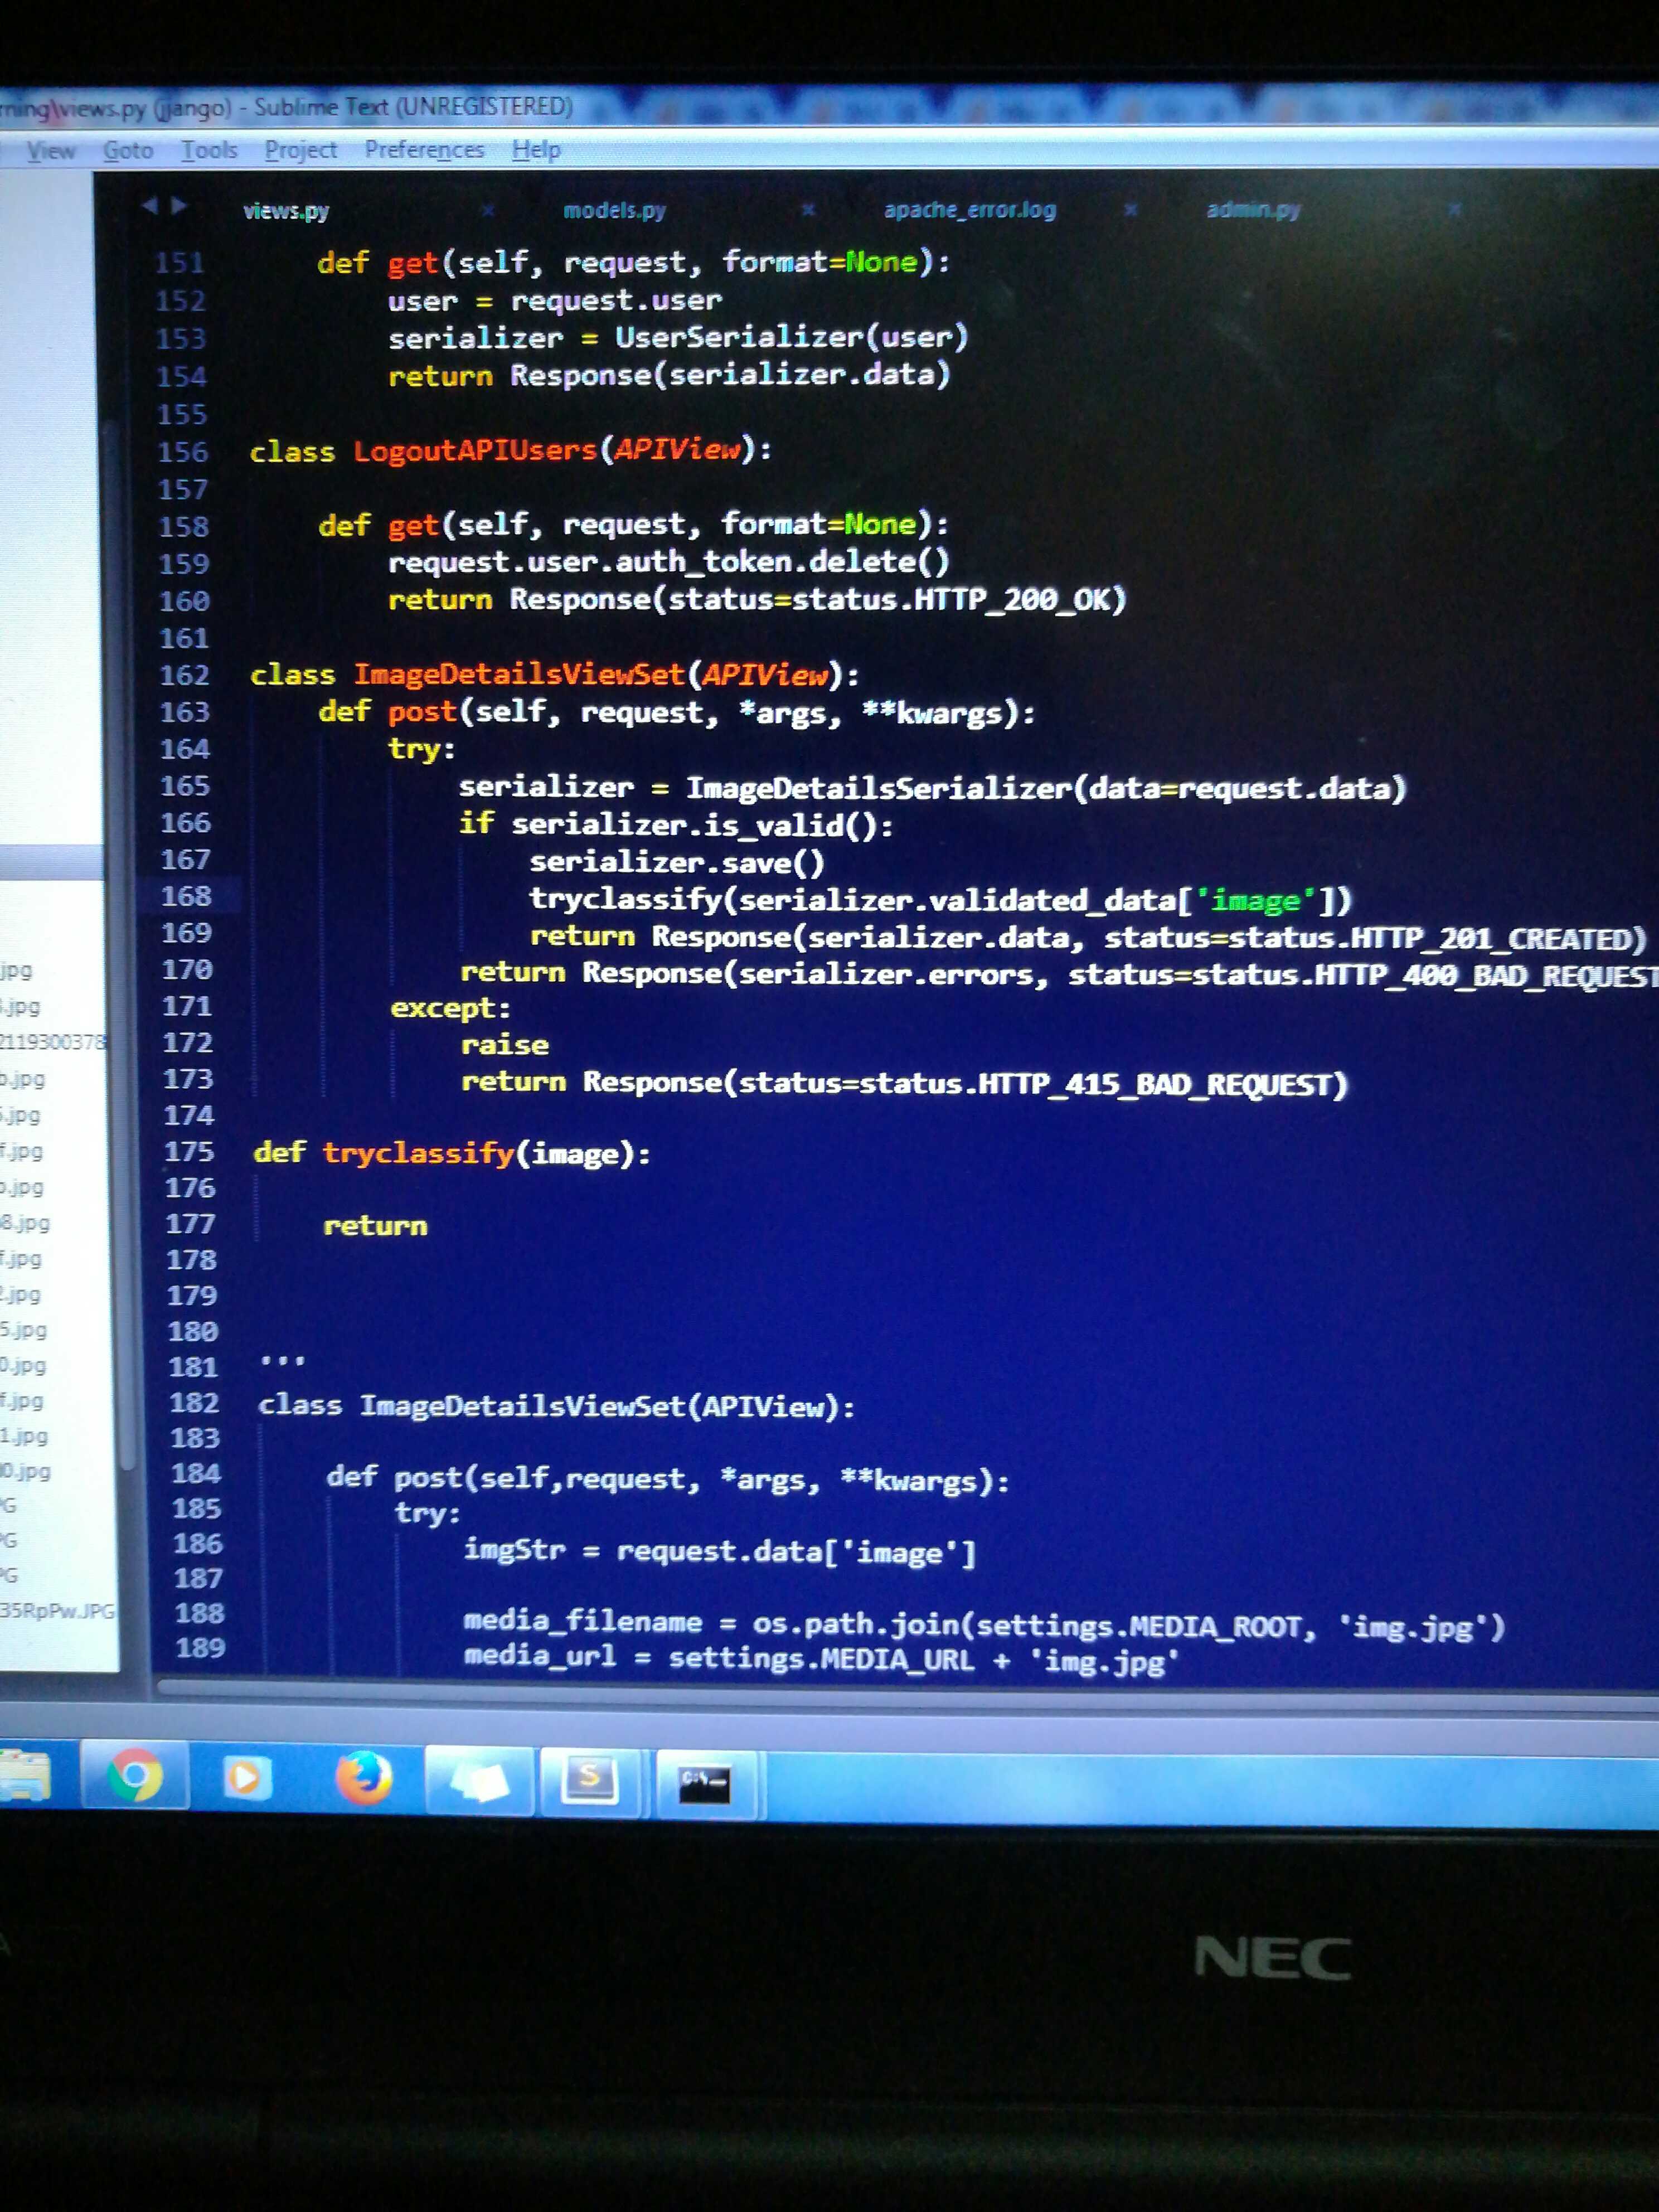 rning\views.py (jjango) - Sublime Text (UNREGISTERED)
View Goto Tools Project Preferences Help
views.py models.py apache_error.log admin.py
151 def get(self, request, format=None):
152 user = request.user
153 serializer = UserSerializer(user)
154 return Response(serializer.data)
155
156 class LogoutAPIUsers(APIView):
157
158 def get(self, request, format=None):
159 request.user.auth_token.delete()
160 return Response(status=status.HTTP_200_OK)
161
162 class ImageDetailsViewSet(APIView):
163 def post(self, request, *args, **kwargs):
164 try:
165 serializer = ImageDetailsSerializer(data=request.data)
166 if serializer.is_valid():
167 serializer.save()
168 tryclassify(serializer.validated_data['image'])
169 return Response(serializer.data, status=status.HTTP_201_CREATED)
170 return Response(serializer.errors, status=status.HTTP_400_BAD_REQUEST
171 except:
172 raise
173 return Response(status=status.HTTP_415_BAD_REQUEST)
174
175 def tryclassify(image):
176
177 return
178
179
180
181 '''
182 class ImageDetailsViewSet(APIView):
183
184 def post(self,request, *args, **kwargs):
185 try:
186 imgStr = request.data['image']
187
188 media_filename = os.path.join(settings.MEDIA_ROOT, 'img.jpg')
189 media_url = settings.MEDIA_URL + 'img.jpg'
jpg
.jpg
2119300378
b.jpg
.jpg
f.jpg
.jpg
8.jpg
f.jpg
.jpg
5.jpg
0.jpg
f.jpg
1.jpg
0.jpg
G
G
G
35RpPw.JPG
NEC